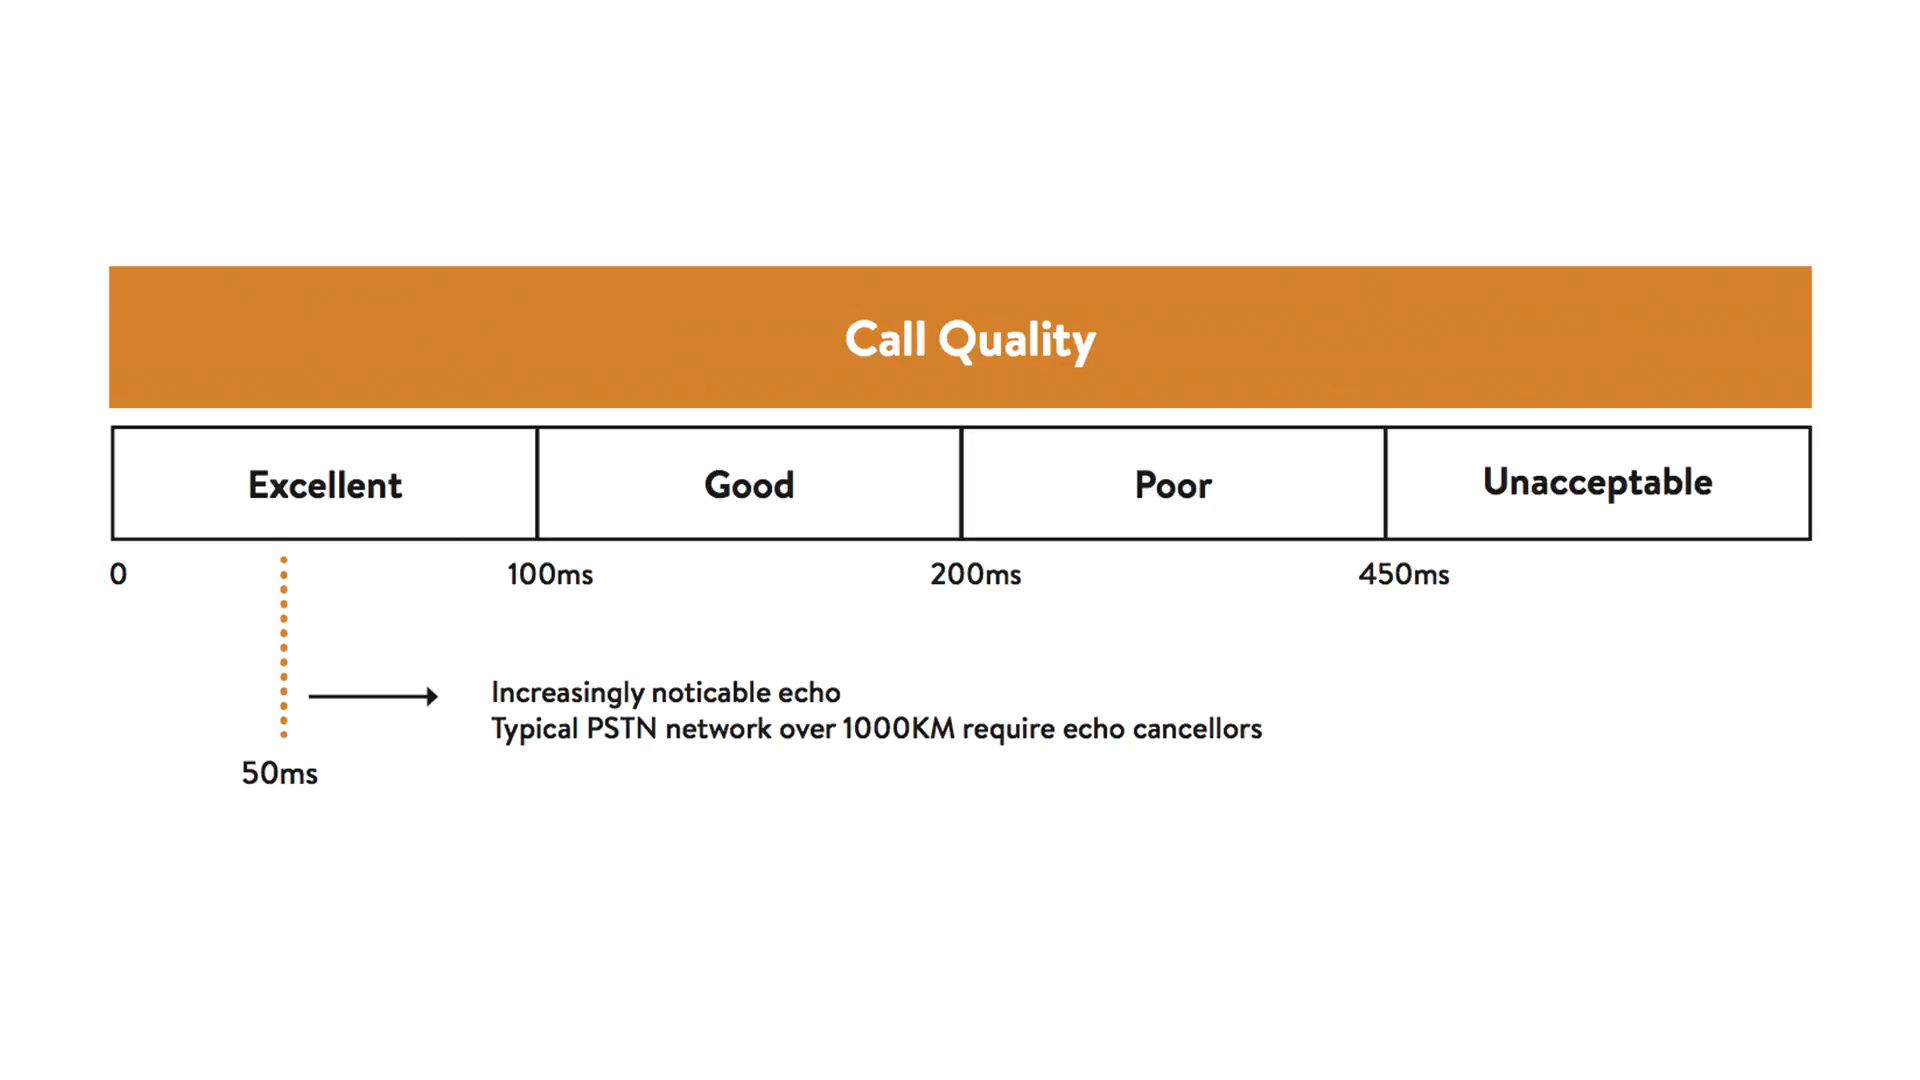 Call Quality
Excellent Good Poor Unacceptable
0 100ms 200ms 450ms
Increasingly noticable echo
Typical PSTN network over 1000KM require echo cancellors
50ms